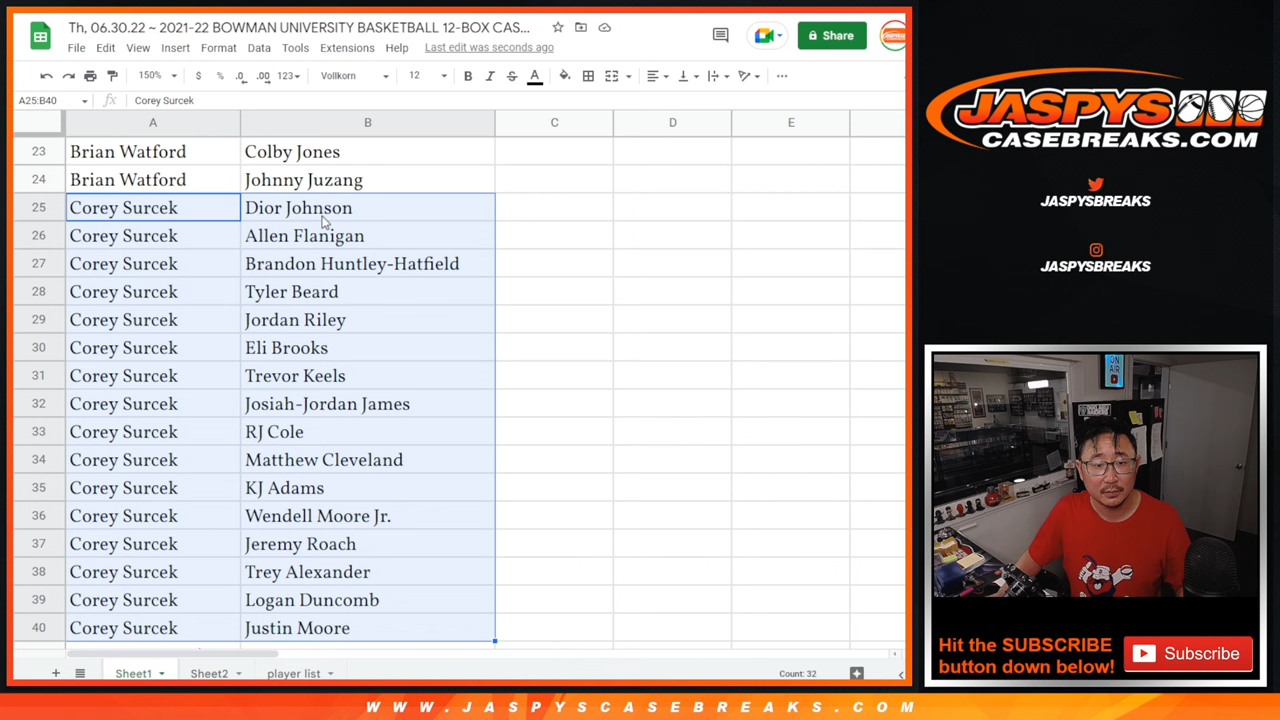 Th, 06.30.22 ~ 2021-22 BOWMAN UNIVERSITY BASKETBALL 12-BOX CAS...
File Edit View Insert Format Data Tools Extensions Help Last edit was seconds ago
Share
150% $ % .0 .00 123 Vollkorn 12 B I S A
A25:B40 fx Corey Surcek
A B C D E
23 Brian Watford Colby Jones
24 Brian Watford Johnny Juzang
25 Corey Surcek Dior Johnson
26 Corey Surcek Allen Flanigan
27 Corey Surcek Brandon Huntley-Hatfield
28 Corey Surcek Tyler Beard
29 Corey Surcek Jordan Riley
30 Corey Surcek Eli Brooks
31 Corey Surcek Trevor Keels
32 Corey Surcek Josiah-Jordan James
33 Corey Surcek RJ Cole
34 Corey Surcek Matthew Cleveland
35 Corey Surcek KJ Adams
36 Corey Surcek Wendell Moore Jr.
37 Corey Surcek Jeremy Roach
38 Corey Surcek Trey Alexander
39 Corey Surcek Logan Duncomb
40 Corey Surcek Justin Moore
Sheet1 Sheet2 player list Count: 32
JASPYS
CASEBREAKS.COM
JASPYSBREAKS
JASPYSBREAKS
ON
AIR
Hit the SUBSCRIBE
button down below!
Subscribe
WWW.JASPYSCASEBREAKS.COM